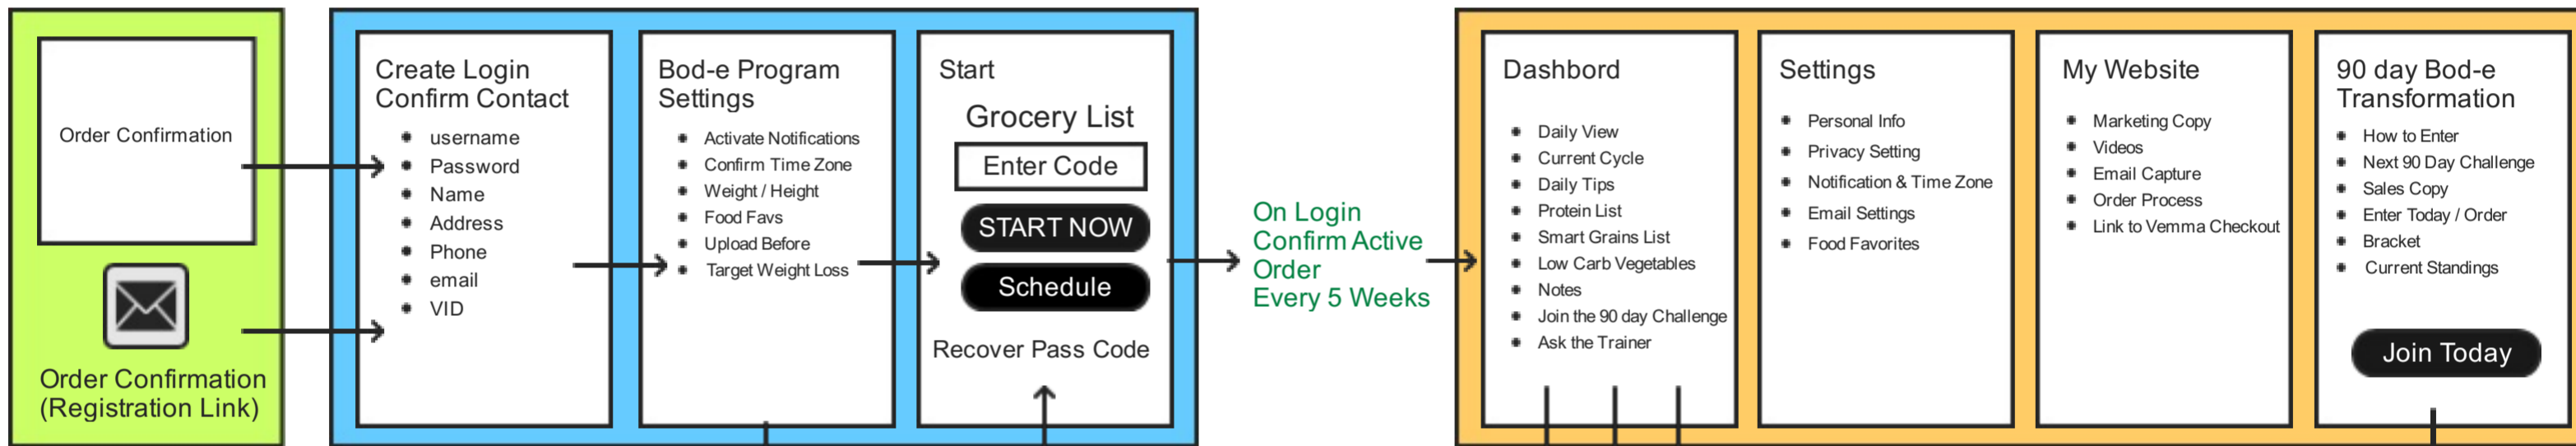 Order Confirmation
Order Confirmation
(Registration Link)
Create Login
Confirm Contact
username
Password
Name
Address
Phone
email
VID
Bod-e Program
Settings
Activate Notifications
Confirm Time Zone
Weight / Height
Food Favs
Upload Before
Target Weight Loss
Start
Grocery List
Enter Code
START NOW
Schedule
Recover Pass Code
On Login
Confirm Active
Order
Every 5 Weeks
Dashbord
Daily View
Current Cycle
Daily Tips
Protein List
Smart Grains List
Low Carb Vegetables
Notes
Join the 90 day Challenge
Ask the Trainer
Settings
Personal Info
Privacy Setting
Notification & Time Zone
Email Settings
Food Favorites
My Website
Marketing Copy
Videos
Email Capture
Order Process
Link to Vemma Checkout
90 day Bod-e
Transformation
How to Enter
Next 90 Day Challenge
Sales Copy
Enter Today / Order
Bracket
Current Standings
Join Today